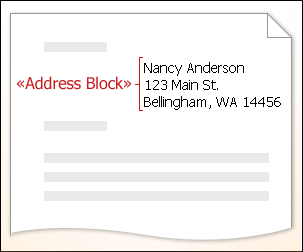 Nancy Anderson
«Address Block»
123 Main St.
Bellingham, WA 14456